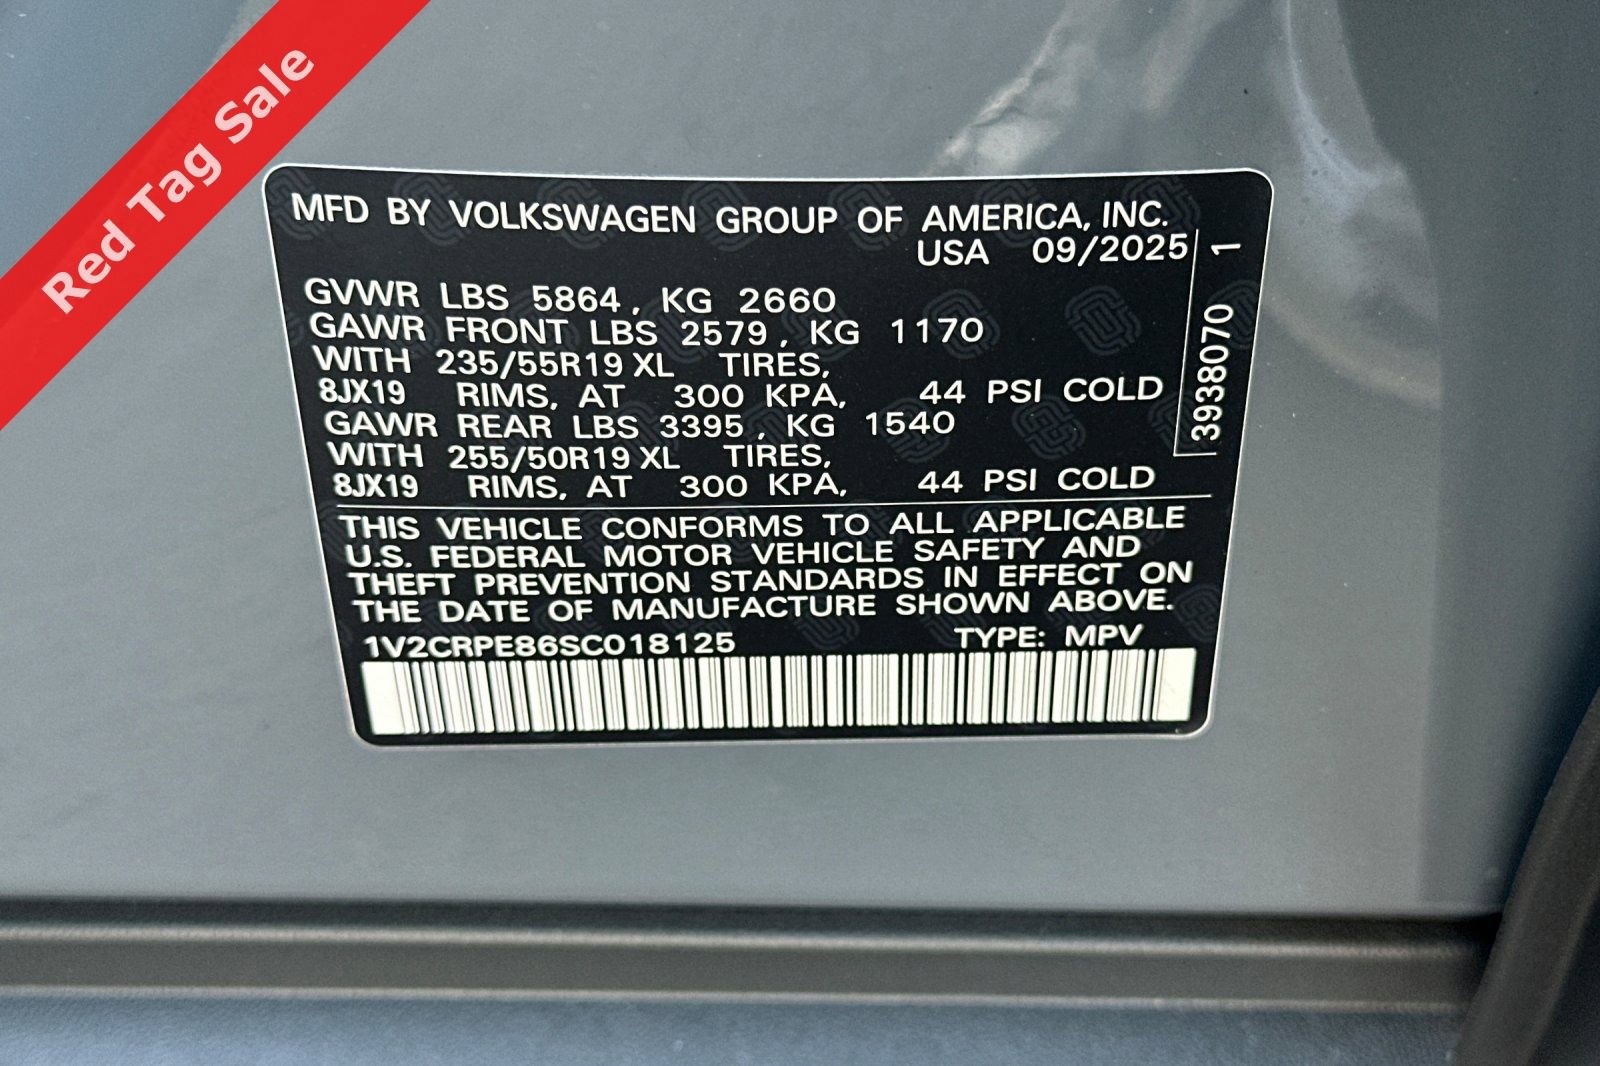 Red Tag Sale
MFD BY VOLKSWAGEN GROUP OF AMERICA, INC.
USA 09/2025
GVWR LBS 5864, KG 2660
GAWR FRONT LBS 2579, KG 1170
WITH 235/55R19 XL TIRES,
8JX19 RIMS, AT 300 KPA, 44 PSI COLD
GAWR REAR LBS 3395, KG 1540
WITH 255/50R19 XL TIRES,
8JX19 RIMS, AT 300 KPA, 44 PSI COLD
3938070 1
THIS VEHICLE CONFORMS TO ALL APPLICABLE
U.S. FEDERAL MOTOR VEHICLE SAFETY AND
THEFT PREVENTION STANDARDS IN EFFECT ON
THE DATE OF MANUFACTURE SHOWN ABOVE.
1V2CRPE86SC018125 TYPE: MPV